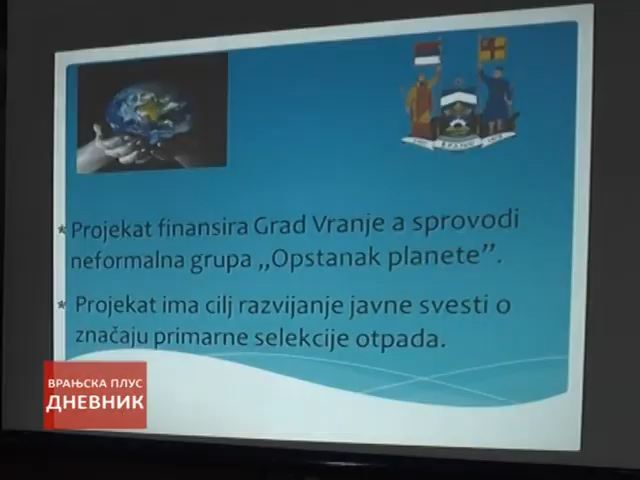 * Projekat finansira Grad Vranje a sprovodi
neformalna grupa „Opstanak planete”.
* Projekat ima cilj razvijanje javne svesti o
značaju primarne selekcije otpada.
ВРАЊСКА ПЛУС
ДНЕВНИК